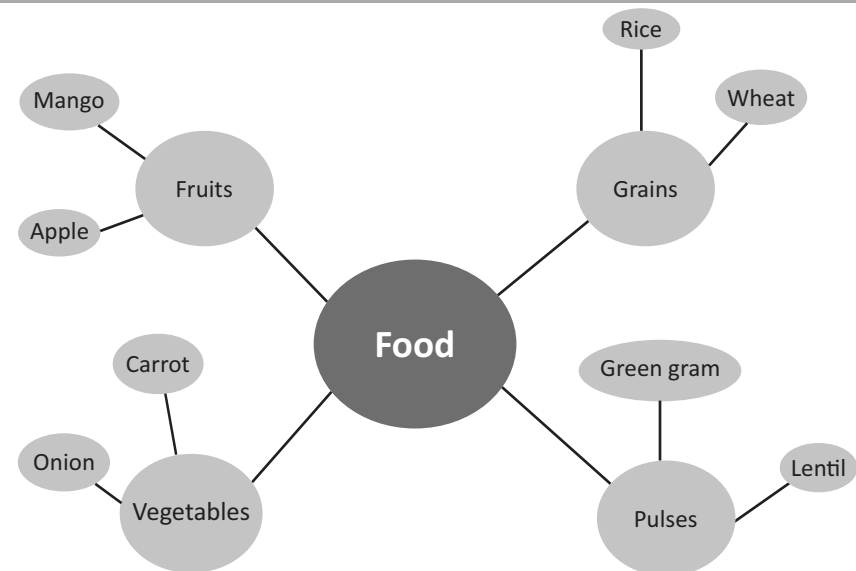 Rice
Mango
Wheat
Fruits
Grains
Apple
Food
Carrot
Green gram
Onion
Lentil
Vegetables
Pulses